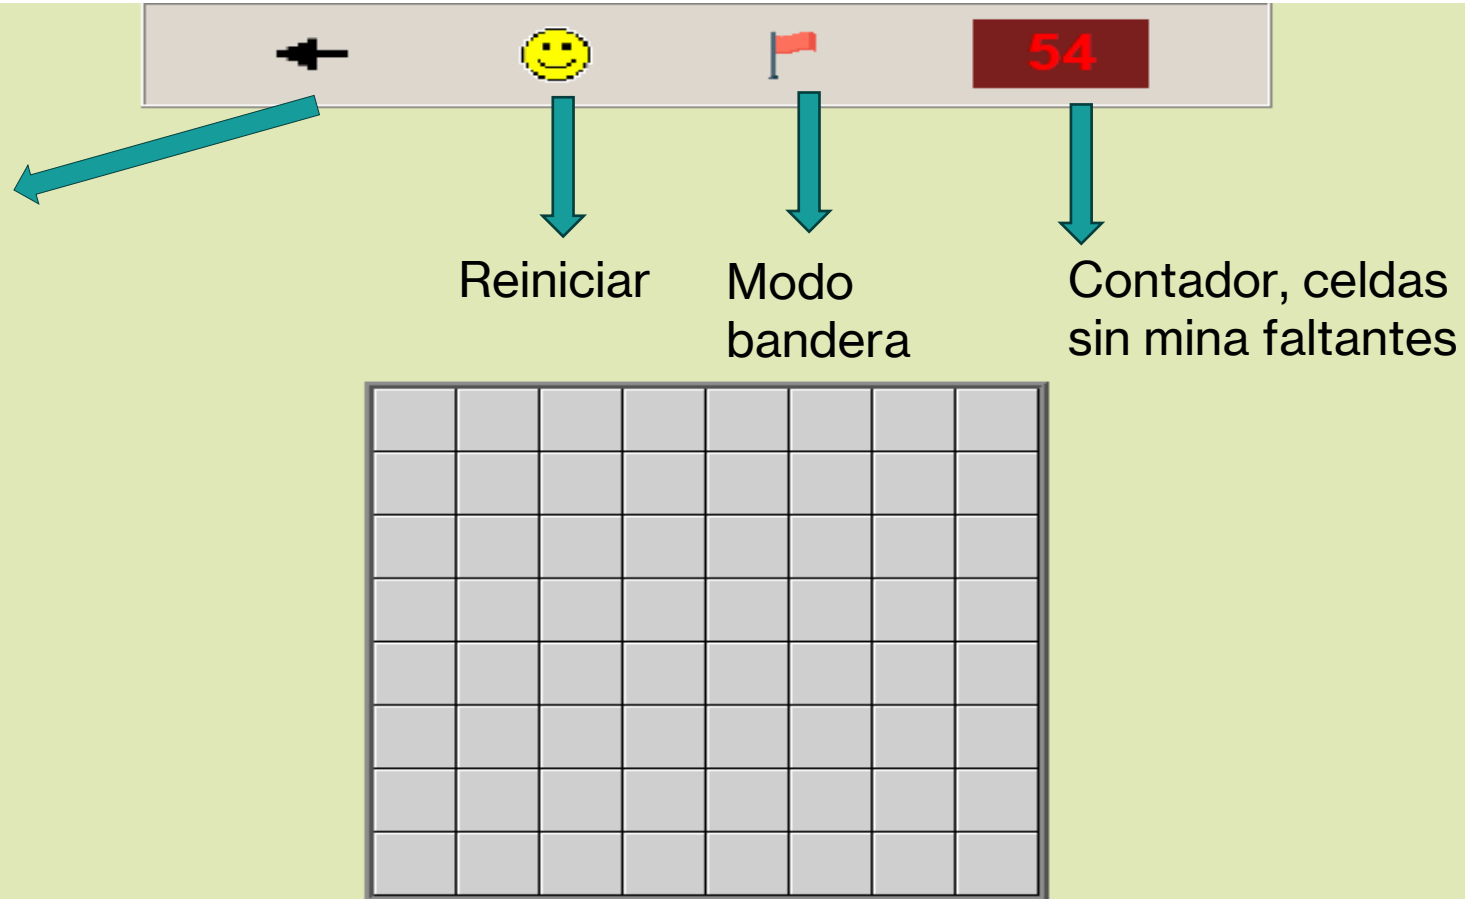 54
Reiniciar
Modo
bandera
Contador, celdas
sin mina faltantes